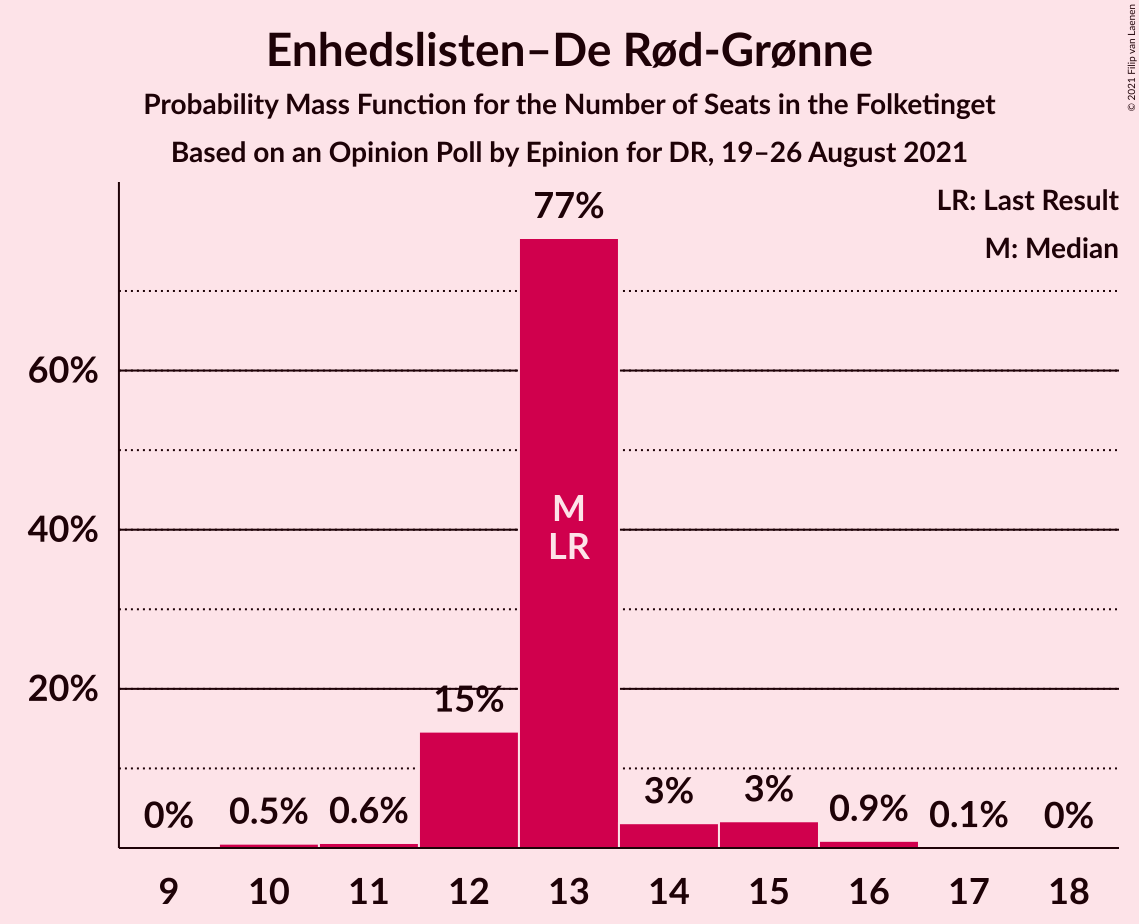 Enhedslisten–De Rød-Grønne
Probability Mass Function for the Number of Seats in the Folketinget
Based on an Opinion Poll by Epinion for DR, 19–26 August 2021
© 2021 Filip van Laenen
LR: Last Result
M: Median
77%
60%
M
40%
LR
20%
15%
0%
0.5%
0.6%
3%
3%
0.9%
0.1%
0%
9 10 11 12 13 14 15 16 17 18